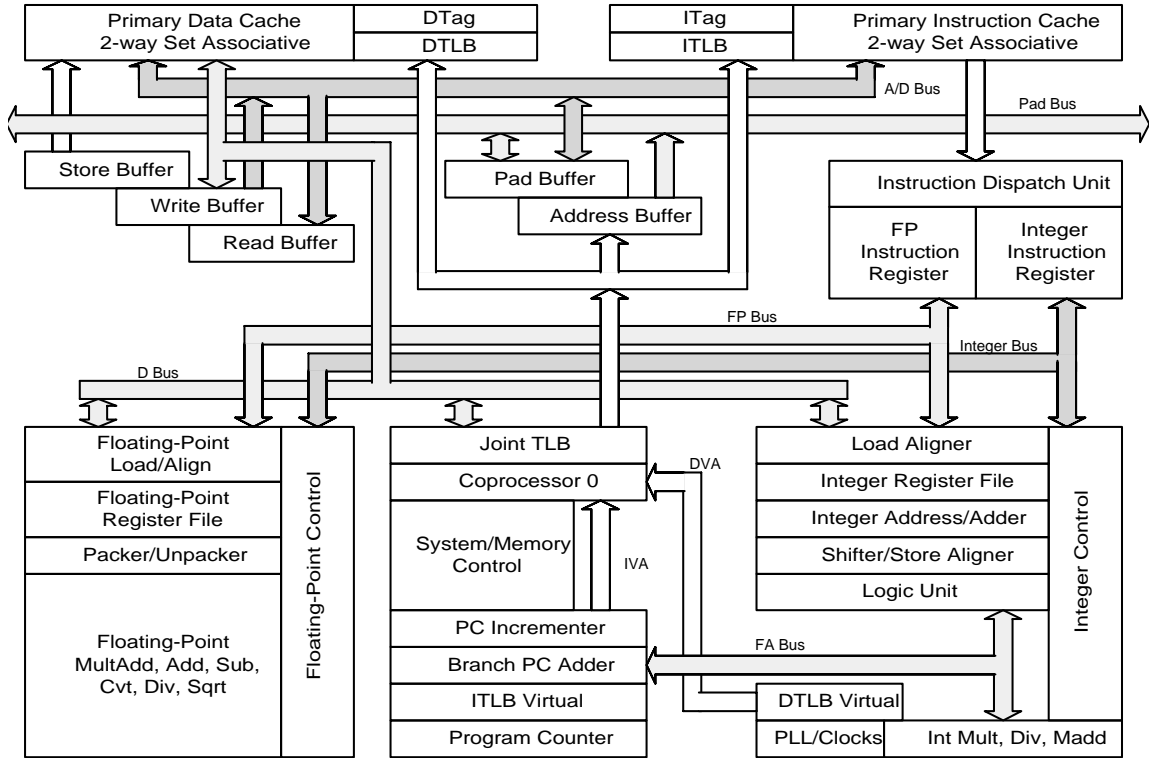 Primary Data Cache
2-way Set Associative
DTag
DTLB
ITag
ITLB
Primary Instruction Cache
2-way Set Associative
A/D Bus
Pad Bus
Store Buffer
Write Buffer
Read Buffer
Pad Buffer
Address Buffer
Instruction Dispatch Unit
FP
Instruction
Register
Integer
Instruction
Register
FP Bus
Integer Bus
D Bus
Floating-Point
Load/Align
Floating-Point
Register File
Packer/Unpacker
Floating-Point
MultAdd, Add, Sub,
Cvt, Div, Sqrt
Floating-Point Control
Joint TLB
Coprocessor 0
System/Memory
Control
PC Incrementer
Branch PC Adder
ITLB Virtual
Program Counter
DVA
IVA
FA Bus
Load Aligner
Integer Register File
Integer Address/Adder
Shifter/Store Aligner
Logic Unit
Integer Control
DTLB Virtual
PLL/Clocks
Int Mult, Div, Madd